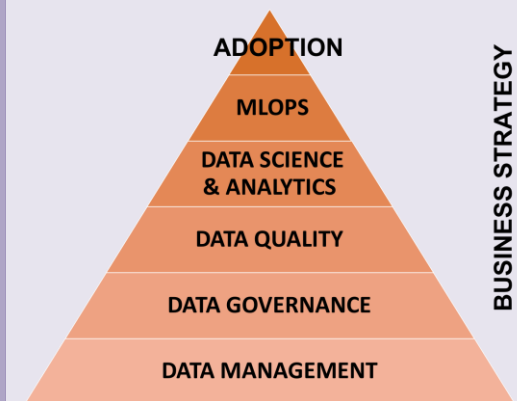 ADOPTION
MLOPS
DATA SCIENCE
& ANALYTICS
DATA QUALITY
DATA GOVERNANCE
DATA MANAGEMENT
BUSINESS STRATEGY